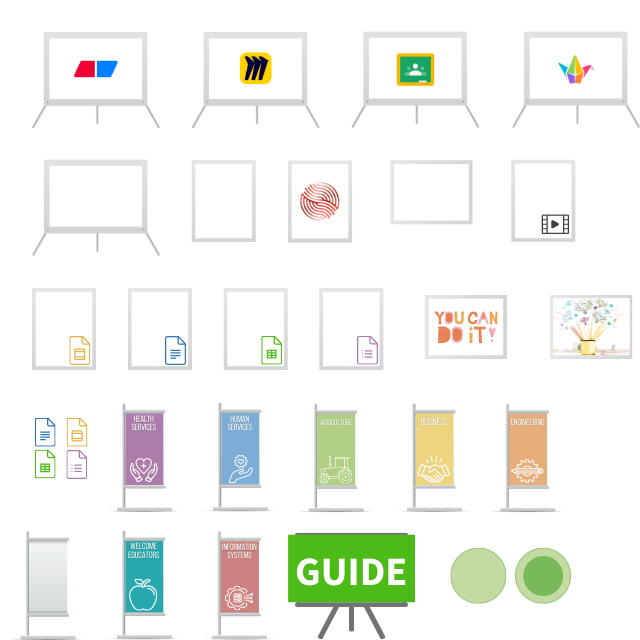 YOU CAN
DO iT!
HEALTH
SERVICES
HUMAN
SERVICES
AGRICULTURE
BUSINESS
ENGINEERING
WELCOME
EDUCATORS
INFORMATION
SYSTEMS
GUIDE